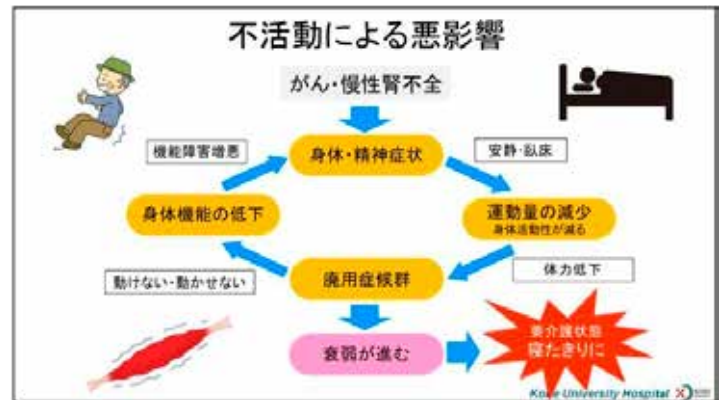 不活動による悪影響
がん・慢性腎不全
機能障害増悪
身体・精神症状
安静・臥床
身体機能の低下
運動量の減少
身体活動性が減る
動けない・動かせない
廃用症候群
体力低下
衰弱が進む
要介護状態
寝たきりに
Kobe University Hospital